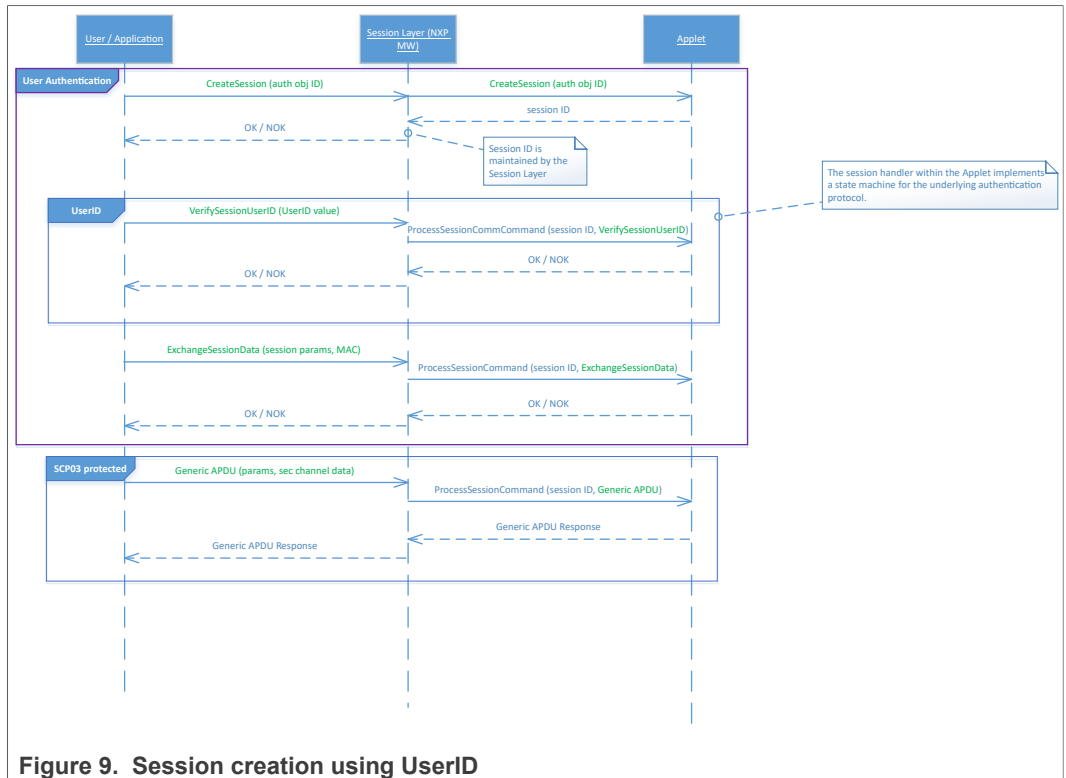 User / Application
Session Layer (NXP
MW)
Applet
User Authentication
CreateSession (auth obj ID)
CreateSession (auth obj ID)
session ID
OK / NOK
Session ID is
maintained by the
Session Layer
The session handler within the Applet implements
a state machine for the underlying authentication
protocol.
UserID
VerifySessionUserID (UserID value)
ProcessSessionCommCommand (session ID, VerifySessionUserID)
OK / NOK
OK / NOK
ExchangeSessionData (session params, MAC)
ProcessSessionCommand (session ID, ExchangeSessionData)
OK / NOK
OK / NOK
SCP03 protected
Generic APDU (params, sec channel data)
ProcessSessionCommand (session ID, Generic APDU)
Generic APDU Response
Generic APDU Response
Figure 9. Session creation using UserID